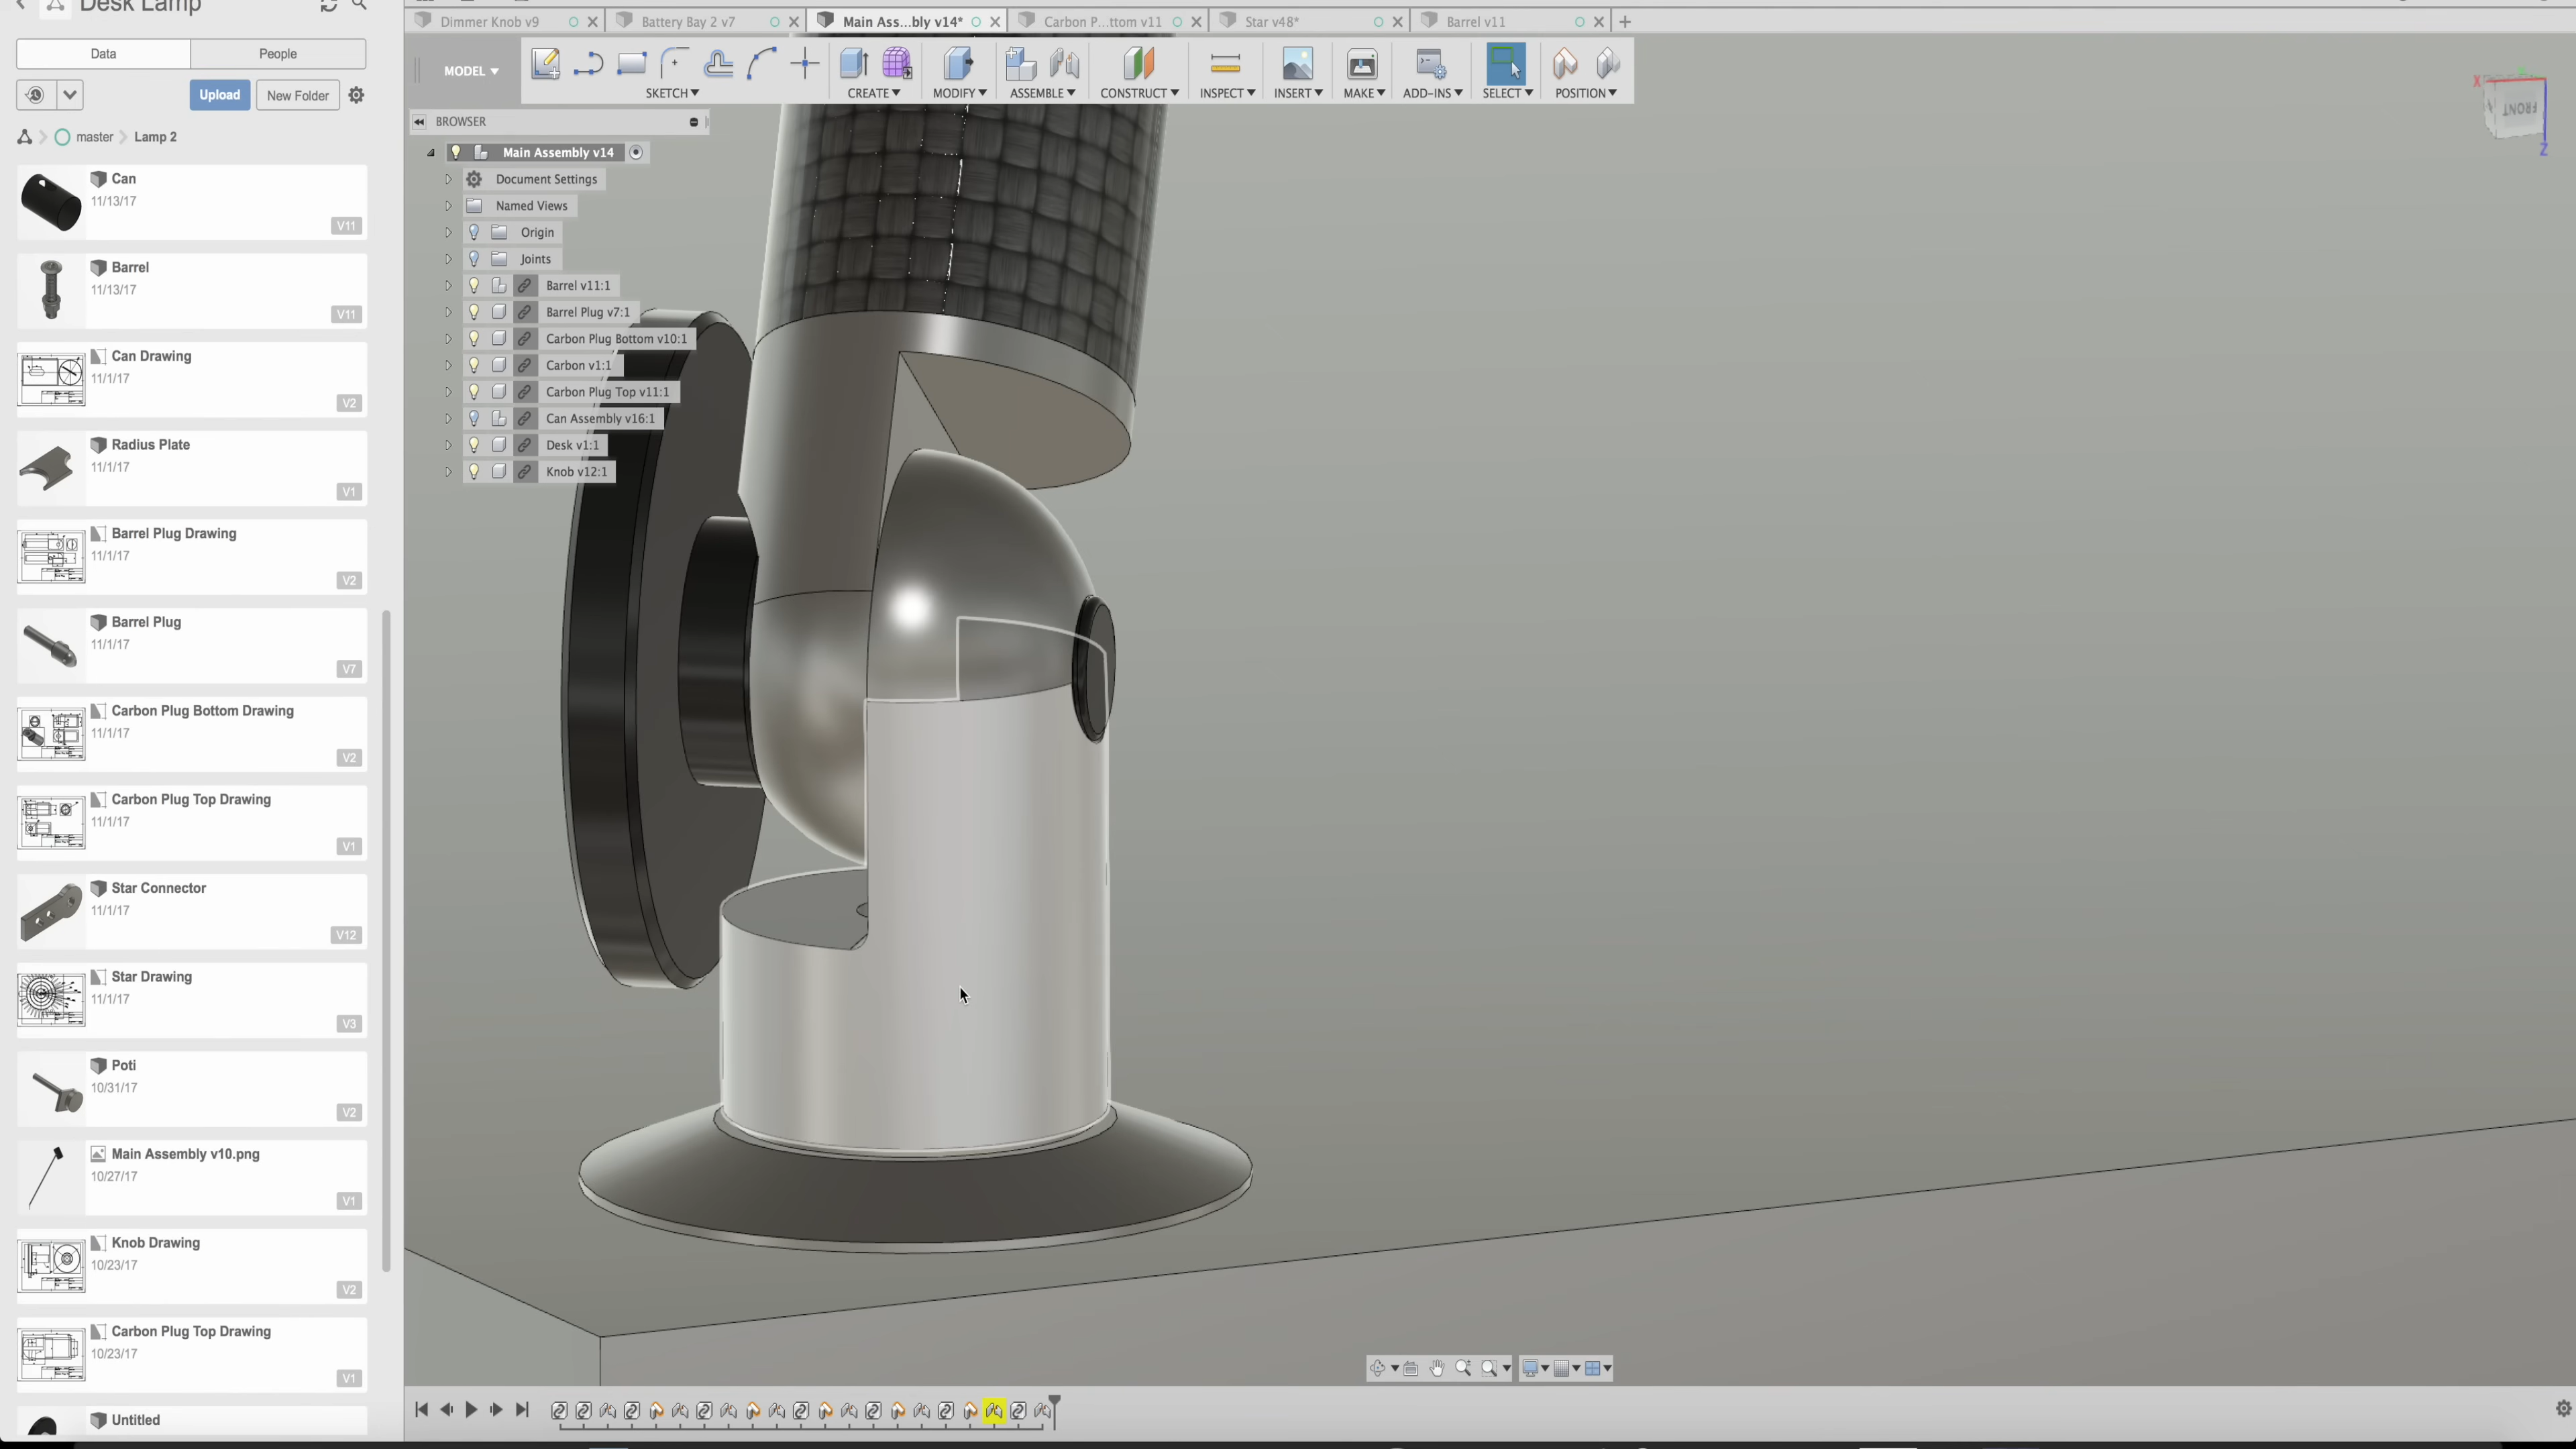 Desk Lamp
Dimmer Knob v9
Battery Bay 2 v7
Main Ass...bly v14*
Carbon P...ttom v11
Star v48*
Barrel v11
Data
People
MODEL
SKETCH
CREATE
MODIFY
ASSEMBLE
CONSTRUCT
INSPECT
INSERT
MAKE
ADD-INS
SELECT
POSITION
Upload
New Folder
master
Lamp 2
BROWSER
Main Assembly v14
Document Settings
Named Views
Origin
Joints
Barrel v11:1
Barrel Plug v7:1
Carbon Plug Bottom v10:1
Carbon v1:1
Carbon Plug Top v11:1
Can Assembly v16:1
Desk v1:1
Knob v12:1
X
Z
FRONT
Can
11/13/17
V11
Barrel
11/13/17
V11
Can Drawing
11/1/17
V2
Radius Plate
11/1/17
V1
Barrel Plug Drawing
11/1/17
V2
Barrel Plug
11/1/17
V7
Carbon Plug Bottom Drawing
11/1/17
V2
Carbon Plug Top Drawing
11/1/17
V1
Star Connector
11/1/17
V12
Star Drawing
11/1/17
V3
Poti
10/31/17
V2
Main Assembly v10.png
10/27/17
V1
Knob Drawing
10/23/17
V2
Carbon Plug Top Drawing
10/23/17
V1
Untitled